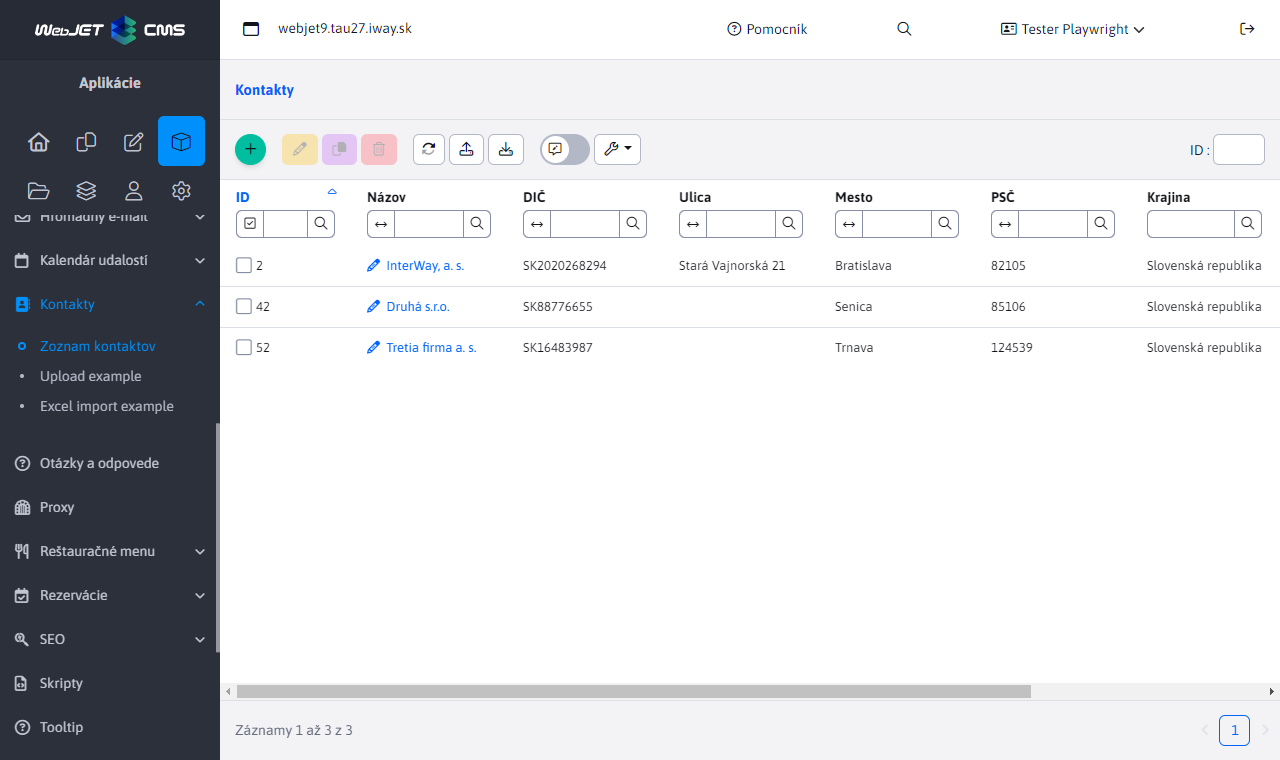 WebJET CMS
webjet9.tau27.iway.sk
Pomocník
Tester Playwright
Aplikácie
Kontakty
ID :
Hromadný e-mail
Kalendár udalostí
Kontakty
Zoznam kontaktov
Upload example
Excel import example
Otázky a odpovede
Proxy
Reštauračné menu
Rezervácie
SEO
Skripty
Tooltip
ID Názov DIČ Ulica Mesto PSČ Krajina
2 InterWay, a. s. SK2020268294 Stará Vajnorská 21 Bratislava 82105 Slovenská republika
42 Druhá s.r.o. SK88776655 Senica 85106 Slovenská republika
52 Tretia firma a. s. SK16483987 Trnava 124539 Slovenská republika
Záznamy 1 až 3 z 3
1